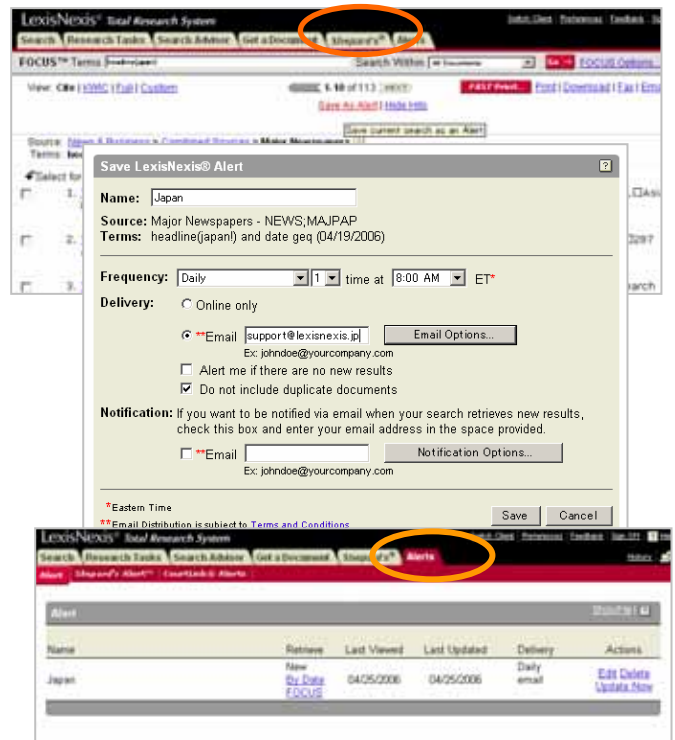 LexisNexis® Total Research System
Search Research Tasks Search Advisor Get a Document Shepard's® Alerts
FOCUS™ Terms Search Within All Documents Go FOCUS Options...
View: Cite | KWIC | Full | Custom 1-10 of 113 FAST Print... Print | Download | Fax | Email
Save As Alert | Hide Hits
Save current search as an Alert
Source: News & Business > Combined Sources > Major Newspapers
Terms:
Select for
1.
2.
3.
Save LexisNexis® Alert ?
Name: Japan
Source: Major Newspapers - NEWS;MAJPAP
Terms: headline(japan!) and date geq (04/19/2006)
Frequency: Daily 1 time at 8:00 AM ET*
Delivery: Online only
**Email support@lexisnexis.jp Email Options...
Ex: johndoe@yourcompany.com
Alert me if there are no new results
Do not include duplicate documents
Notification: If you want to be notified via email when your search retrieves new results,
check this box and enter your email address in the space provided.
**Email Notification Options...
Ex: johndoe@yourcompany.com
*Eastern Time
Save Cancel
**Email Distribution is subject to Terms and Conditions
LexisNexis® Total Research System
Search Research Tasks Search Advisor Get a Document Shepard's® Alerts History
Alert Shepard's Alert™ CourtLink® Alerts
Alert
Name Retrieve Last Viewed Last Updated Delivery Actions
Japan New By Date FOCUS 04/25/2006 04/25/2006 Daily email Edit Delete Update Now